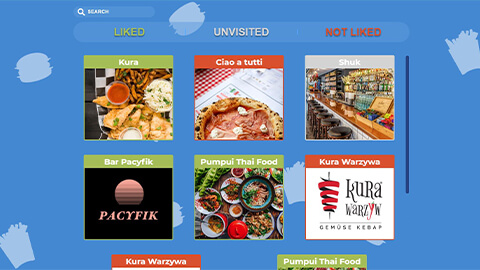 SEARCH
LIKED
UNVISITED
NOT LIKED
Kura
Ciao a tutti
Shuk
Bar Pacyfik
Pumpui Thai Food
Kura Warzywa
PACYFIK
kura
warzyw
GEMÜSE KEBAP
Kura Warzywa
Pumpui Thai Food